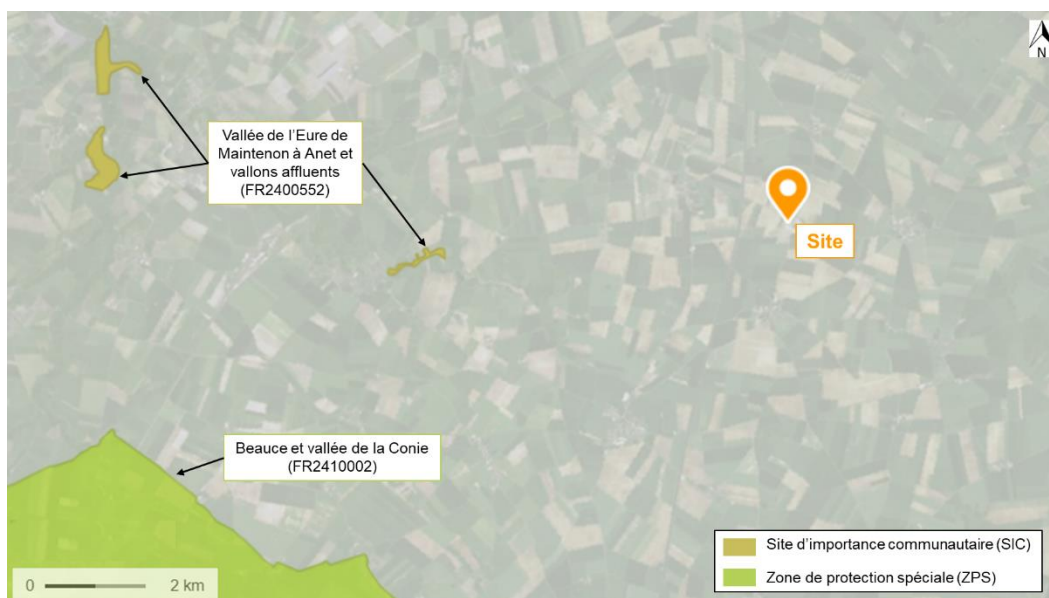 N
Vallée de l’Eure de
Maintenon à Anet et
vallons affluents
(FR2400552)
Site
Beauce et vallée de la Conie
(FR2410002)
Site d’importance communautaire (SIC)
Zone de protection spéciale (ZPS)
0 2 km